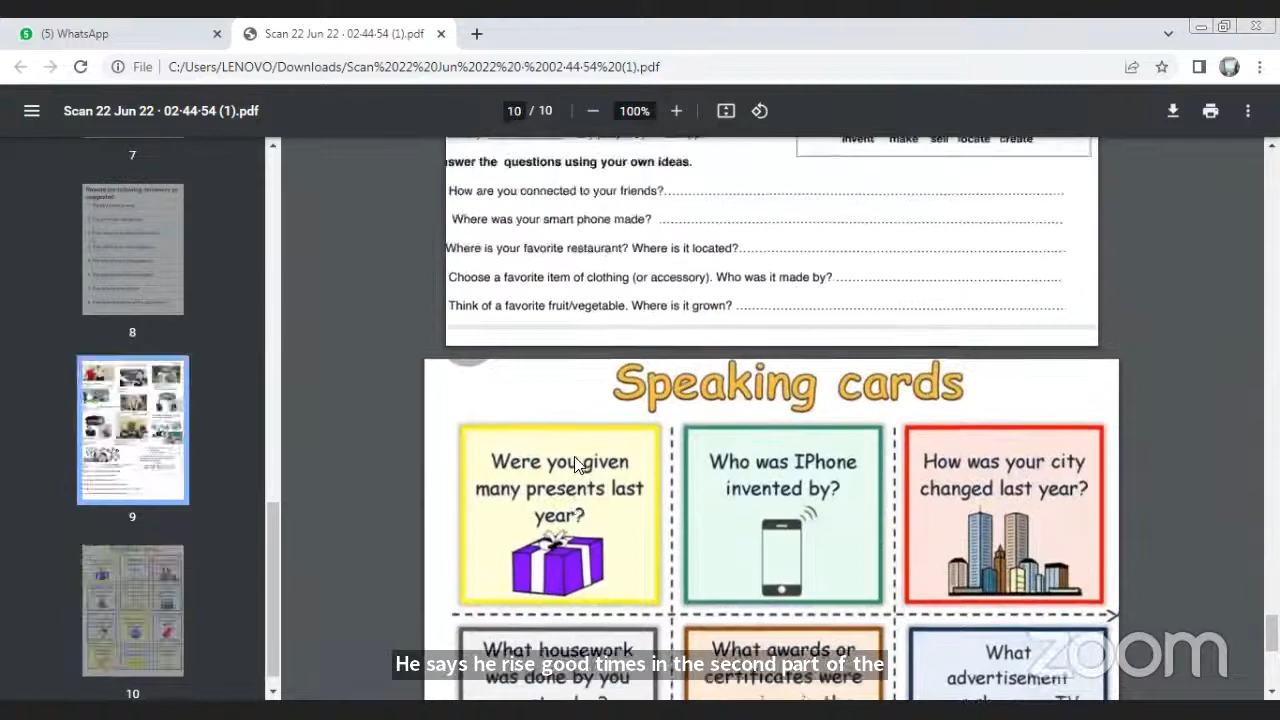 (5) WhatsApp
Scan 22 Jun 22 · 02-44-54 (1).pdf
File
C:/Users/LENOVO/Downloads/Scan%2022%20Jun%2022%20·%2002·44·54%20(1).pdf
Scan 22 Jun 22 · 02-44-54 (1).pdf
10 / 10
100%
7
8
9
10
invent make sell locate create
swer the questions using your own ideas.
How are you connected to your friends?
Where was your smart phone made?
Where is your favorite restaurant? Where is it located?
Choose a favorite item of clothing (or accessory). Who was it made by?
Think of a favorite fruit/vegetable. Where is it grown?
Speaking cards
Were you given
many presents last
year?
Who was IPhone
invented by?
How was your city
changed last year?
What housework
was done by you
What awards or
certificates were
What
advertisement
He says he rise good times in the second part of the
zoom